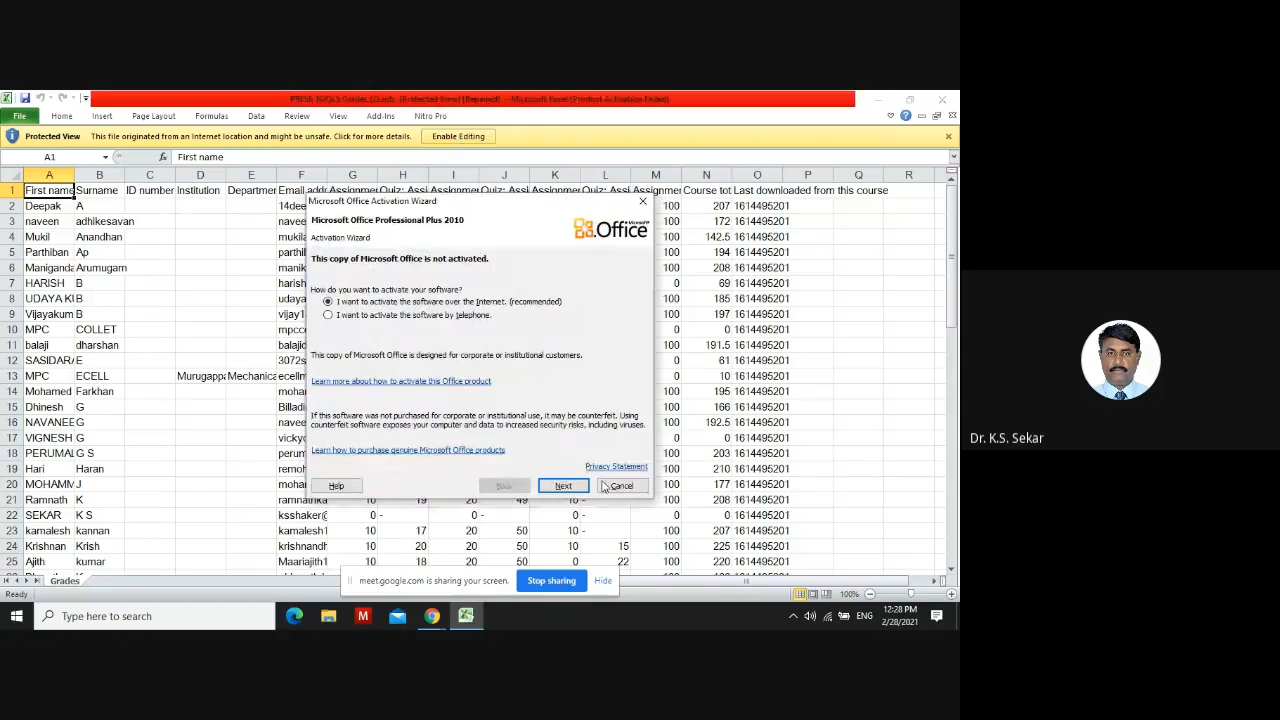 File Home Insert Page Layout Formulas Data Review View Add-Ins Nitro Pro
Protected View This file originated from an Internet location and might be unsafe. Click for more details. Enable Editing
A1 fx First name
A B C D E F G H I J K L M N O P Q R
1 First name Surname ID number Institution Departmen Email addr Assignmen Quiz: Assi Assignmen Quiz: Assi Assignmen Quiz: Assi Assignmen Course tot Last downloaded from this course
2 Deepak A 14dee 100 207 1614495201
3 naveen adhikesavan nave 100 172 1614495201
4 Mukil Anandhan mukila 100 142.5 1614495201
5 Parthiban Ap parthi 100 194 1614495201
6 Maniganda Arumugam manik 100 208 1614495201
7 HARISH B harish 0 69 1614495201
8 UDAYA KU B udaya 100 185 1614495201
9 Vijayakum B vijay1 100 197 1614495201
10 MPC COLLET mpcc 0 0 1614495201
11 balaji dharshan 100 191.5 1614495201
12 SASIDARA E 3072s 0 61 1614495201
13 MPC ECELL Murugappa Mechanica ecellm 0 10 1614495201
14 Mohamed Farkhan moha 100 195 1614495201
15 Dhinesh G Billad 100 166 1614495201
16 NAVANEE G nave 100 192.5 1614495201
17 VIGNESH G vicky 100 0 1614495201
18 PERUMAL G S perum 100 203 1614495201
19 Hari Haran remoh 100 210 1614495201
20 MOHAMM J moha 100 177 1614495201
21 Ramnath K ramnathka 10 19 20 49 10 - 100 208 1614495201
22 SEKAR K S ksshaker@ 0 - 0 - 0 - 0 0 1614495201
23 kamalesh kannan kamalesh1 10 17 20 50 10 - 100 207 1614495201
24 Krishnan Krish krishnandh 10 20 20 50 10 15 100 225 1614495201
25 Ajith kumar Maariajith1 10 18 20 50 0 22 100 220 1614495201
Microsoft Office Activation Wizard
Microsoft Office Professional Plus 2010
Microsoft
Office
Activation Wizard
This copy of Microsoft Office is not activated.
How do you want to activate your software?
I want to activate the software over the Internet. (recommended)
I want to activate the software by telephone.
This copy of Microsoft Office is designed for corporate or institutional customers.
Learn more about how to activate this Office product
If this software was not purchased for corporate or institutional use, it may be counterfeit. Using
counterfeit software exposes your computer and data to increased security risks, including viruses.
Learn how to purchase genuine Microsoft Office products
Privacy Statement
Help Back Next Cancel
Grades
meet.google.com is sharing your screen. Stop sharing Hide
Ready 100%
Type here to search ENG 12:28 PM
2/28/2021
Dr. K.S. Sekar